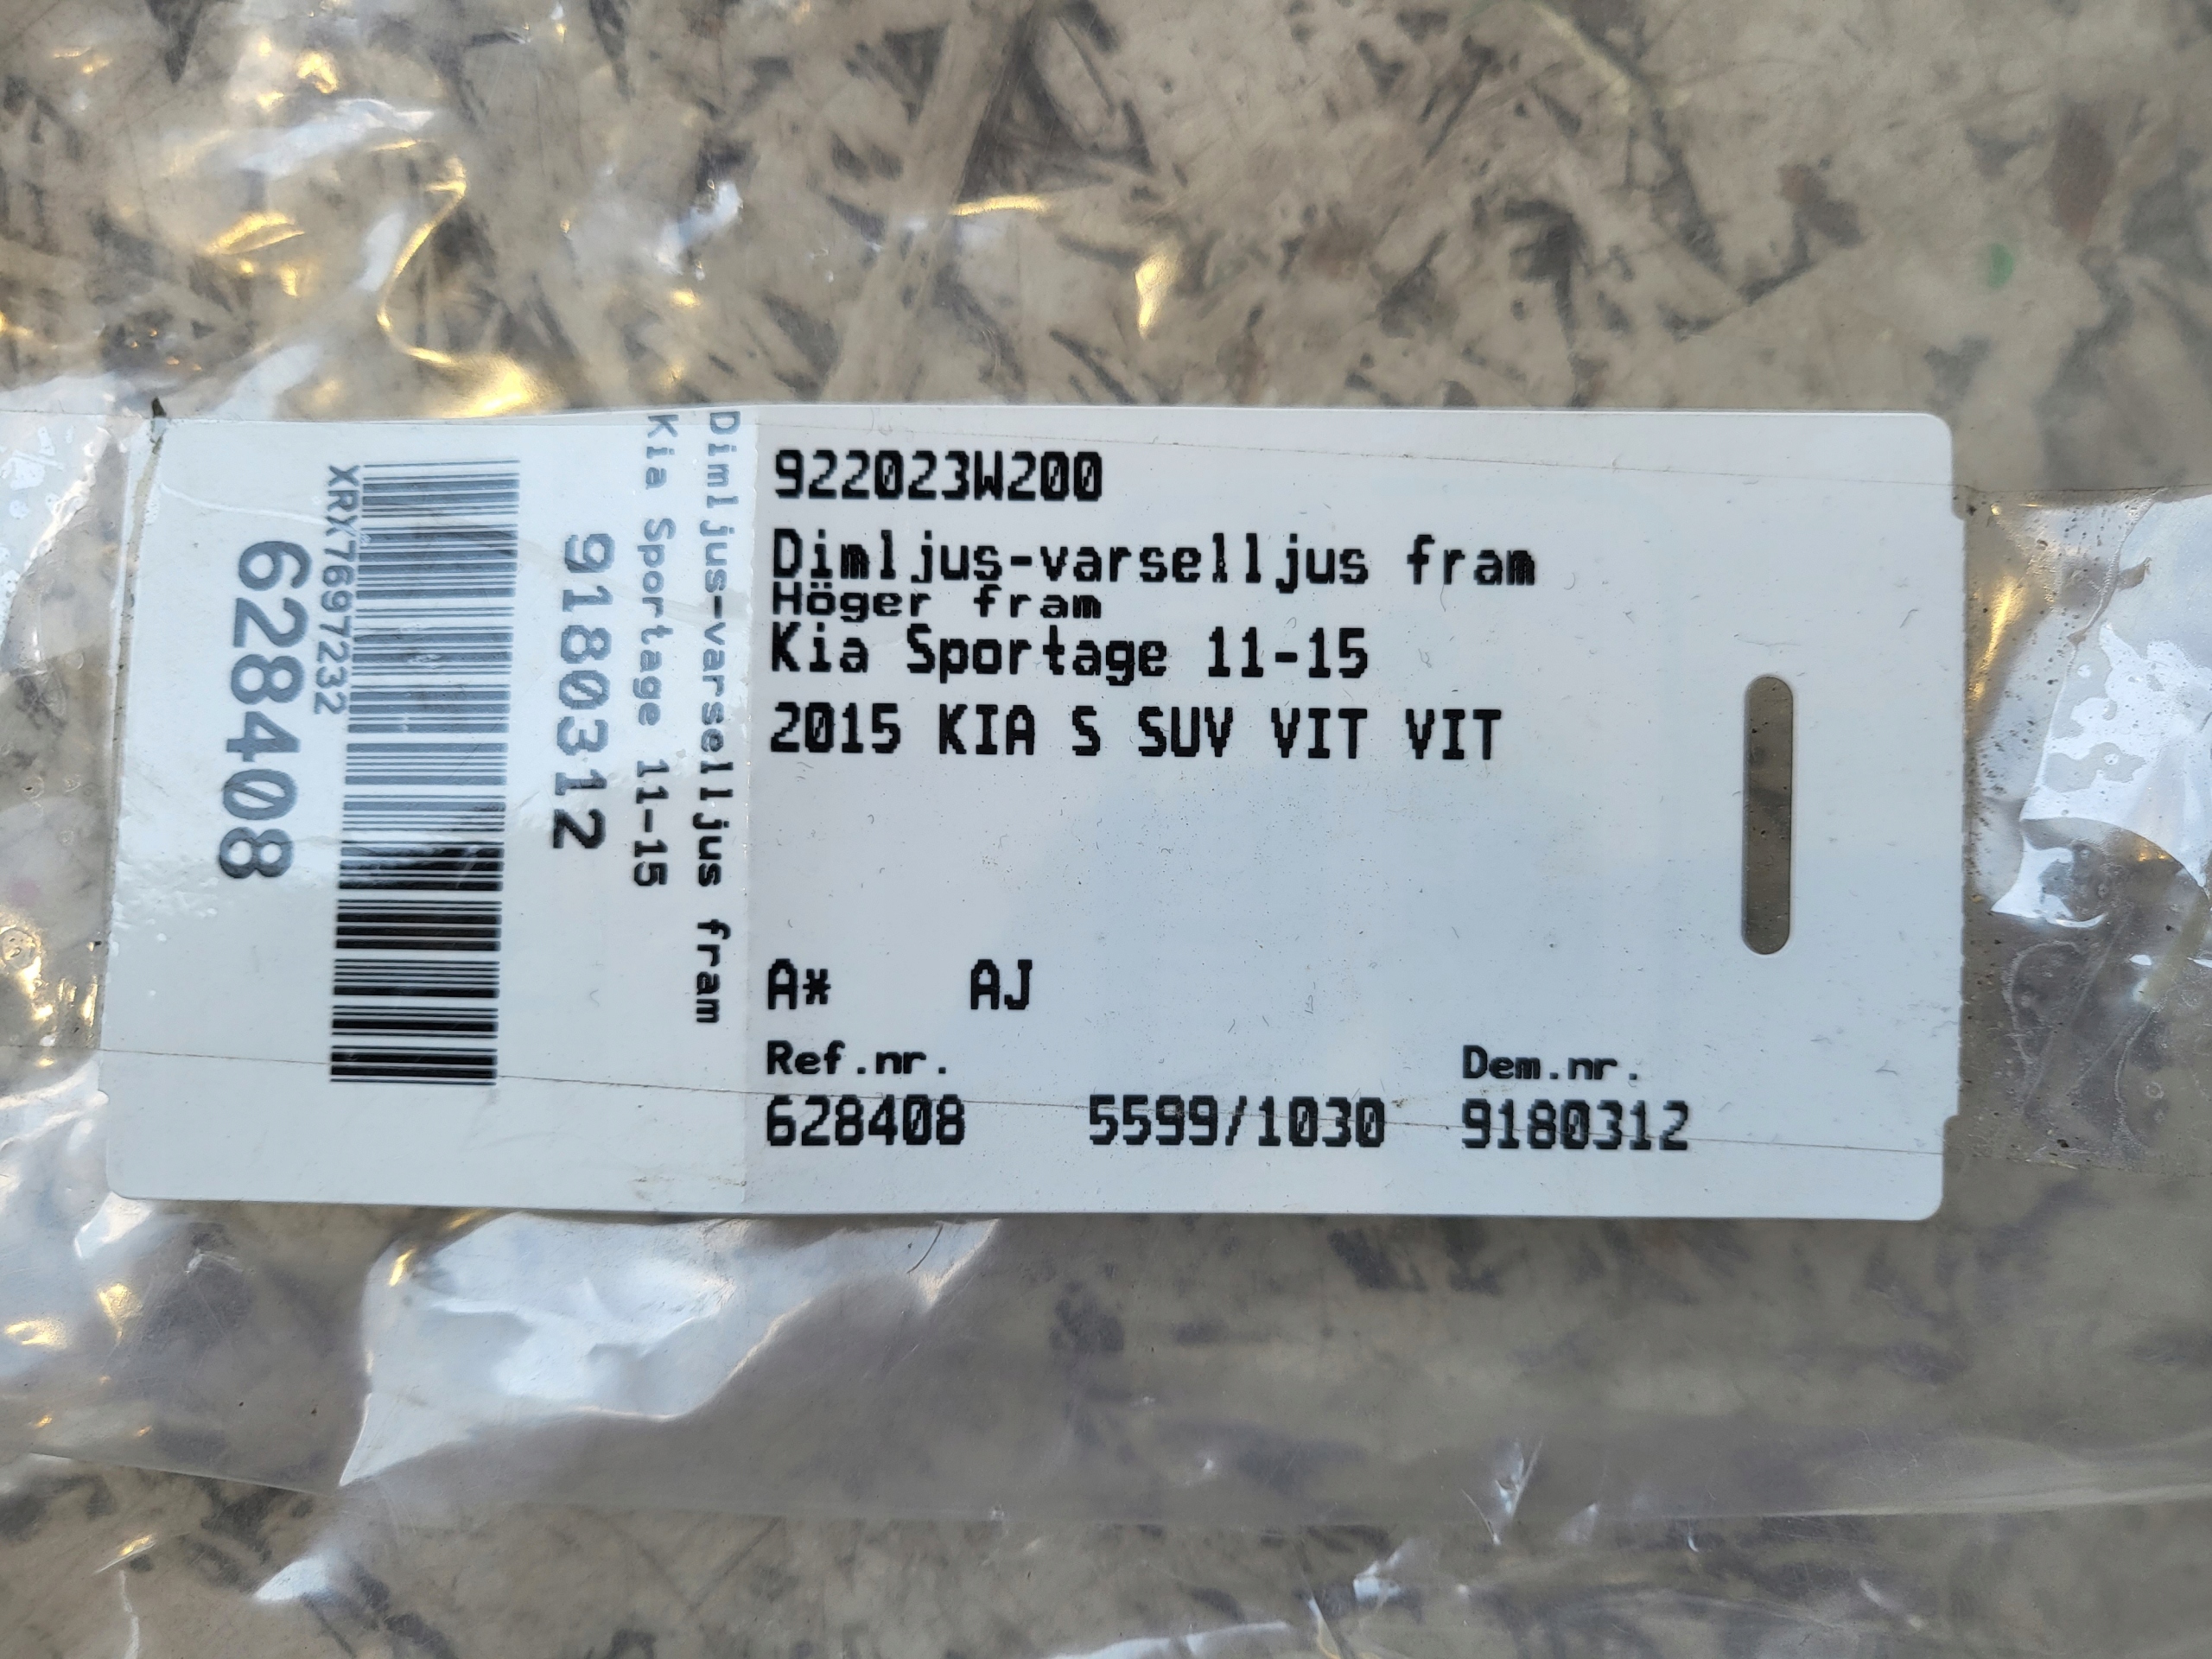 922023W200
Dimljus-varselljus fram
Höger fram
Kia Sportage 11-15
2015 KIA S SUV VIT VIT
A* AJ
Ref.nr. Dem.nr.
628408 5599/1030 9180312
Dimljus-varselljus fram
Kia Sportage 11-15
9180312
XRX7697232
628408